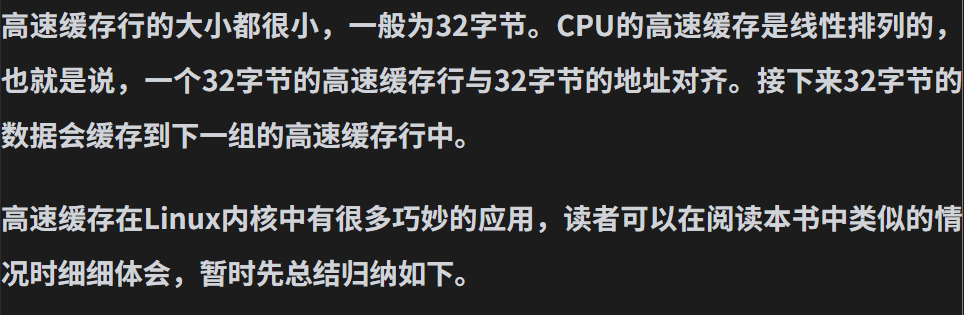 高速缓存行的大小都很小，一般为32字节。CPU的高速缓存是线性排列的，
也就是说，一个32字节的高速缓存行与32字节的地址对齐。接下来32字节的
数据会缓存到下一组的高速缓存行中。
高速缓存在Linux内核中有很多巧妙的应用，读者可以在阅读本书中类似的情
况时细细体会，暂时先总结归纳如下。